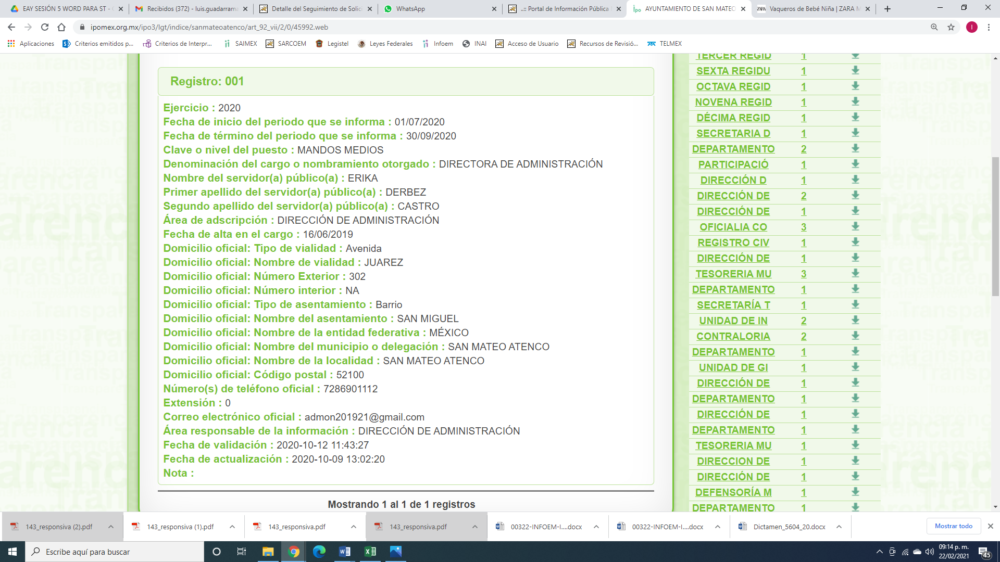 EAY SESIÓN 5 WORD PARA ST -
Recibidos (372) - luis.guadarrama
Detalle del Seguimiento de Solici
WhatsApp
..:: Portal de Información Pública
AYUNTAMIENTO DE SAN MATEO
Vaqueros de Bebé Niña | ZARA M
ipomex.org.mx/ipo3/lgt/indice/sanmateoatenco/art_92_vii/2/0/45992.web
I
Aplicaciones
Criterios emitidos p...
Criterios de Interpr...
SAIMEX
SARCOEM
Legistel
Leyes Federales
Infoem
INAI
Acceso de Usuario
Recursos de Revisió...
TELMEX
Registro: 001
Ejercicio : 2020
Fecha de inicio del periodo que se informa : 01/07/2020
Fecha de término del periodo que se informa : 30/09/2020
Clave o nivel del puesto : MANDOS MEDIOS
Denominación del cargo o nombramiento otorgado : DIRECTORA DE ADMINISTRACIÓN
Nombre del servidor(a) público(a) : ERIKA
Primer apellido del servidor(a) público(a) : DERBEZ
Segundo apellido del servidor(a) público(a) : CASTRO
Área de adscripción : DIRECCIÓN DE ADMINISTRACIÓN
Fecha de alta en el cargo : 16/06/2019
Domicilio oficial: Tipo de vialidad : Avenida
Domicilio oficial: Nombre de vialidad : JUAREZ
Domicilio oficial: Número Exterior : 302
Domicilio oficial: Número interior : NA
Domicilio oficial: Tipo de asentamiento : Barrio
Domicilio oficial: Nombre del asentamiento : SAN MIGUEL
Domicilio oficial: Nombre de la entidad federativa : MÉXICO
Domicilio oficial: Nombre del municipio o delegación : SAN MATEO ATENCO
Domicilio oficial: Nombre de la localidad : SAN MATEO ATENCO
Domicilio oficial: Código postal : 52100
Número(s) de teléfono oficial : 7286901112
Extensión : 0
Correo electrónico oficial : admon201921@gmail.com
Área responsable de la información : DIRECCIÓN DE ADMINISTRACIÓN
Fecha de validación : 2020-10-12 11:43:27
Fecha de actualización : 2020-10-09 13:02:20
Nota :
Mostrando 1 al 1 de 1 registros
TERCER REGID 1
SEXTA REGIDU 1
OCTAVA REGID 1
NOVENA REGID 1
DÉCIMA REGID 1
SECRETARIA D 1
DEPARTAMENTO 2
PARTICIPACIÓ 1
DIRECCIÓN D 1
DIRECCIÓN DE 2
DIRECCIÓN DE 1
OFICIALIA CO 3
REGISTRO CIV 1
DIRECCIÓN DE 1
TESORERIA MU 3
DEPARTAMENTO 1
SECRETARÍA T 1
UNIDAD DE IN 2
CONTRALORIA 2
DEPARTAMENTO 1
UNIDAD DE GI 1
DIRECCIÓN DE 1
DEPARTAMENTO 1
DIRECCIÓN DE 1
DEPARTAMENTO 1
TESORERIA MU 1
DIRECCION DE 1
DIRECCIÓN DE 1
DEFENSORÍA M 1
DEPARTAMENTO 1
143_responsiva (2).pdf
143_responsiva (1).pdf
143_responsiva.pdf
143_responsiva.pdf
00322-INFOEM-I....docx
00322-INFOEM-I....docx
Dictamen_5604_20.docx
Mostrar todo
Escribe aquí para buscar
09:14 p. m.
22/02/2021
45